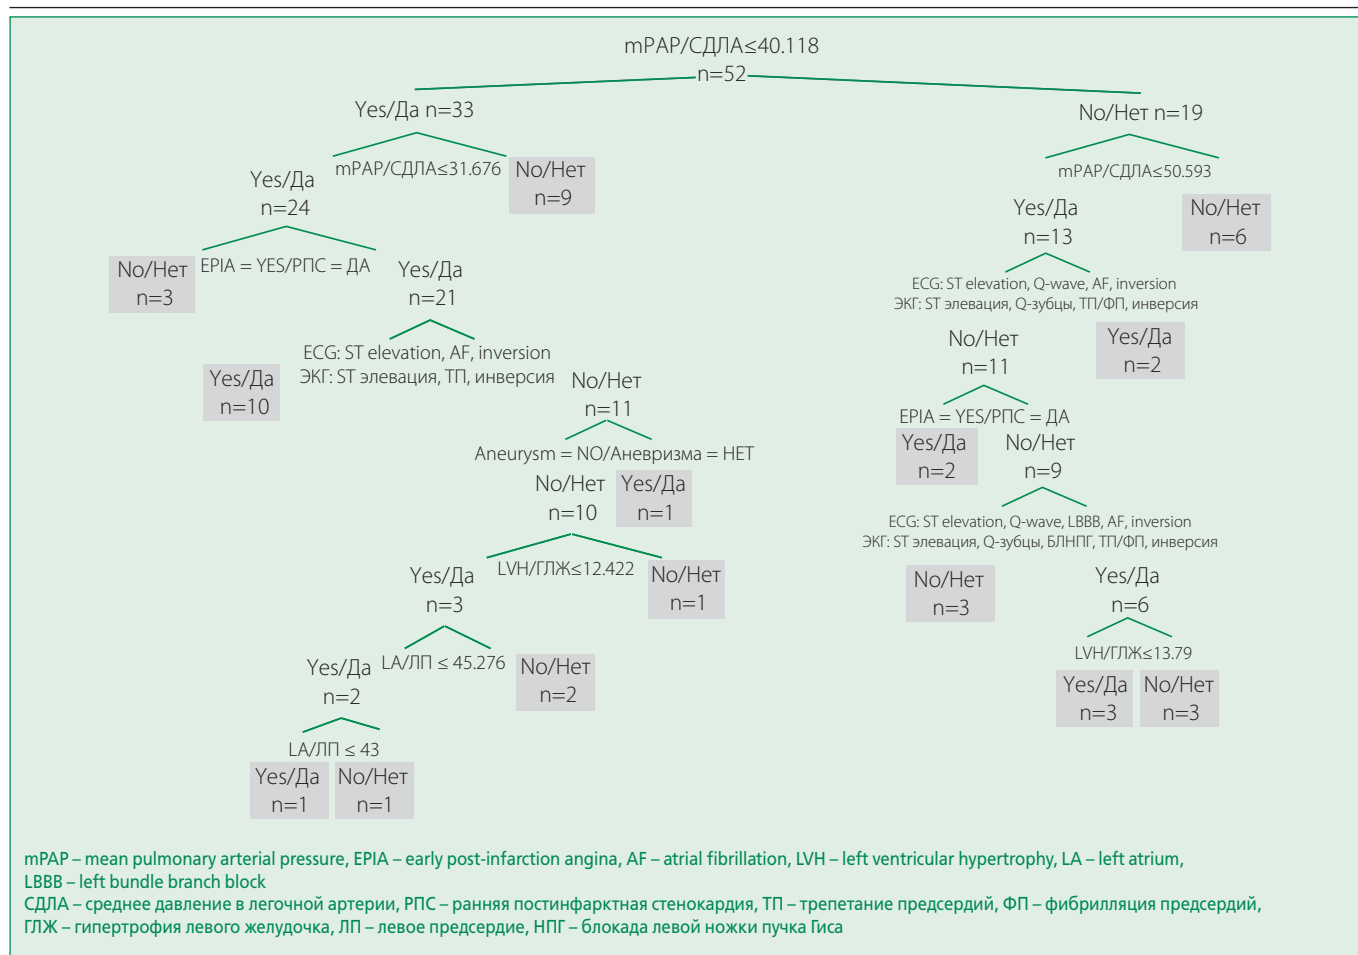 mPAP/СДЛА≤40.118
n=52
Yes/Да n=33
No/Нет n=19
mPAP/СДЛА≤31.676
No/Нет
n=9
Yes/Да
n=24
mPAP/СДЛА≤50.593
Yes/Да
n=13
No/Нет
n=6
No/Нет
n=3
EPIA = YES/РПС = ДА
Yes/Да
n=21
ECG: ST elevation, Q-wave, AF, inversion
ЭКГ: ST элевация, Q-зубцы, ТП/ФП, инверсия
No/Нет
n=11
Yes/Да
n=2
ECG: ST elevation, AF, inversion
ЭКГ: ST элевация, ТП, инверсия
Yes/Да
n=10
No/Нет
n=11
EPIA = YES/РПС = ДА
Yes/Да
n=2
No/Нет
n=9
Aneurysm = NO/Аневризма = НЕТ
No/Нет
n=10
Yes/Да
n=1
ECG: ST elevation, Q-wave, LBBB, AF, inversion
ЭКГ: ST элевация, Q-зубцы, БЛНПГ, ТП/ФП, инверсия
No/Нет
n=3
Yes/Да
n=6
LVH/ГЛЖ≤12.422
Yes/Да
n=3
No/Нет
n=1
LVH/ГЛЖ≤13.79
Yes/Да
n=3
No/Нет
n=3
LA/ЛП ≤ 45.276
Yes/Да
n=2
No/Нет
n=2
LA/ЛП ≤ 43
Yes/Да
n=1
No/Нет
n=1
mPAP – mean pulmonary arterial pressure, EPIA – early post-infarction angina, AF – atrial fibrillation, LVH – left ventricular hypertrophy, LA – left atrium,
LBBB – left bundle branch block
СДЛА – среднее давление в легочной артерии, РПС – ранняя постинфарктная стенокардия, ТП – трепетание предсердий, ФП – фибрилляция предсердий,
ГЛЖ – гипертрофия левого желудочка, ЛП – левое предсердие, НПГ – блокада левой ножки пучка Гиса